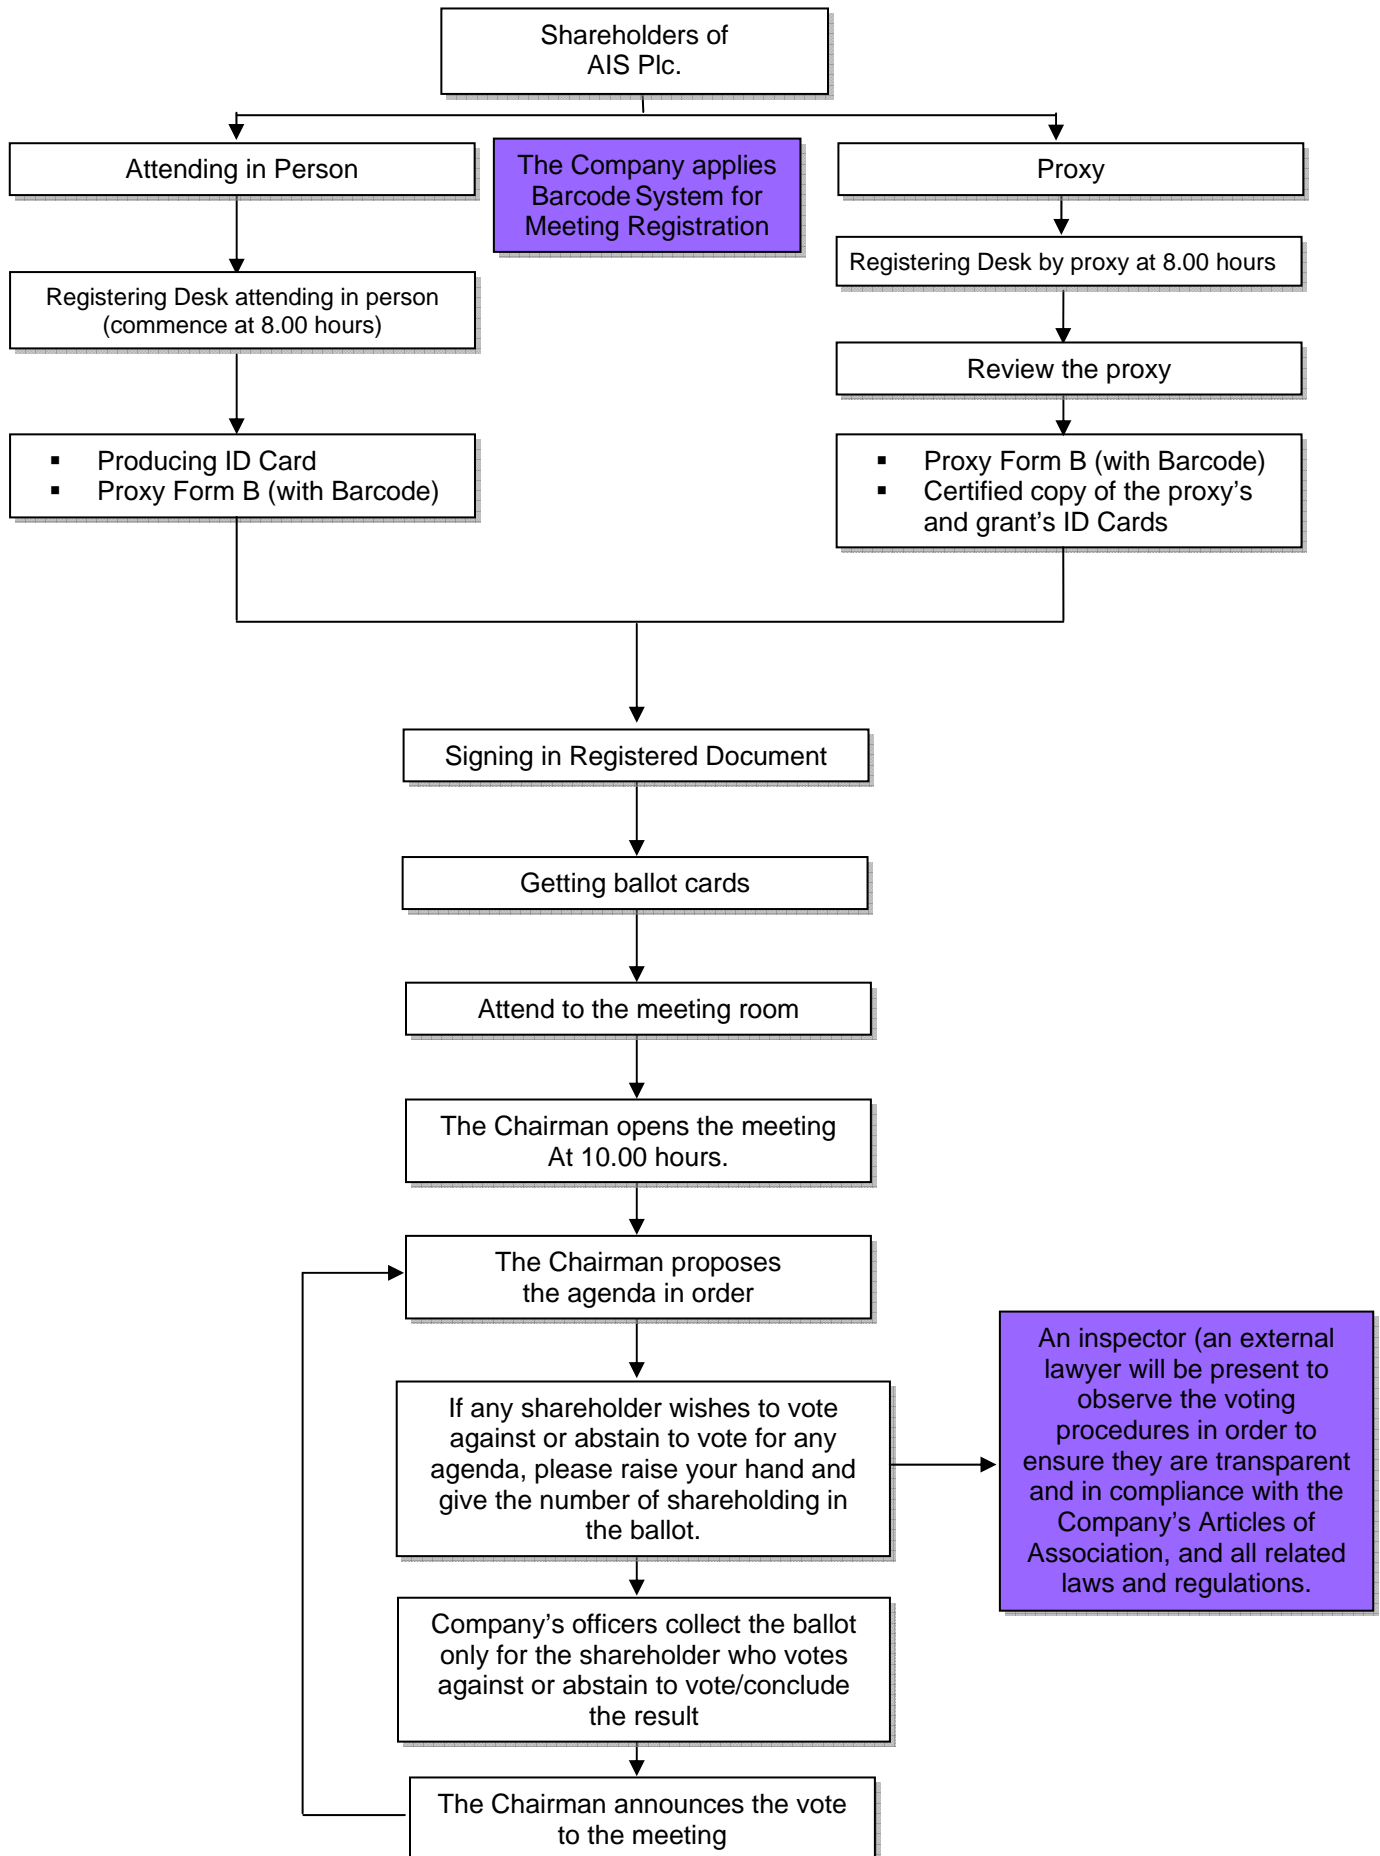 Shareholders of
AIS Plc.
Attending in Person
The Company applies
Barcode System for
Meeting Registration
Proxy
Registering Desk attending in person
(commence at 8.00 hours)
Registering Desk by proxy at 8.00 hours
Review the proxy
▪ Producing ID Card
▪ Proxy Form B (with Barcode)
▪ Proxy Form B (with Barcode)
▪ Certified copy of the proxy's
and grant's ID Cards
Signing in Registered Document
Getting ballot cards
Attend to the meeting room
The Chairman opens the meeting
At 10.00 hours.
The Chairman proposes
the agenda in order
If any shareholder wishes to vote
against or abstain to vote for any
agenda, please raise your hand and
give the number of shareholding in
the ballot.
An inspector (an external
lawyer will be present to
observe the voting
procedures in order to
ensure they are transparent
and in compliance with the
Company's Articles of
Association, and all related
laws and regulations.
Company's officers collect the ballot
only for the shareholder who votes
against or abstain to vote/conclude
the result
The Chairman announces the vote
to the meeting